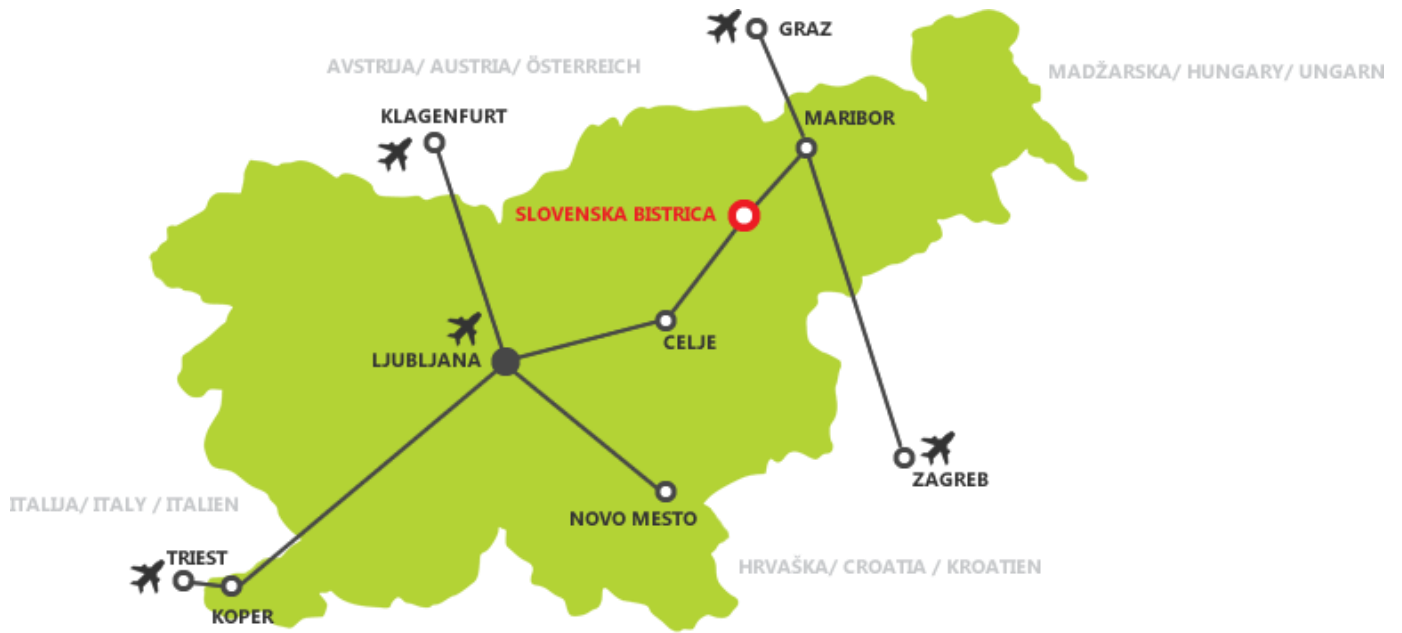 GRAZ
AVSTRIJA/ AUSTRIA/ ÖSTERREICH
MADŽARSKA/ HUNGARY/ UNGARN
KLAGENFURT
MARIBOR
SLOVENSKA BISTRICA
CELJE
LJUBLJANA
ZAGREB
ITALIJA/ ITALY / ITALIEN
NOVO MESTO
TRIEST
HRVAŠKA/ CROATIA / KROATIEN
KOPER